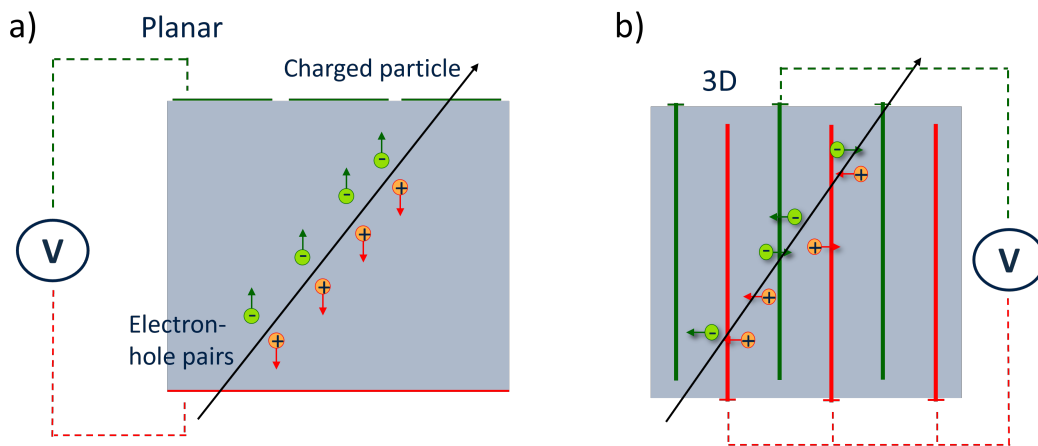 a)
Planar
Charged particle
V
Electron-
hole pairs
-
-
-
-
+
+
+
+
b)
3D
V
-
-
-
-
+
+
+
+